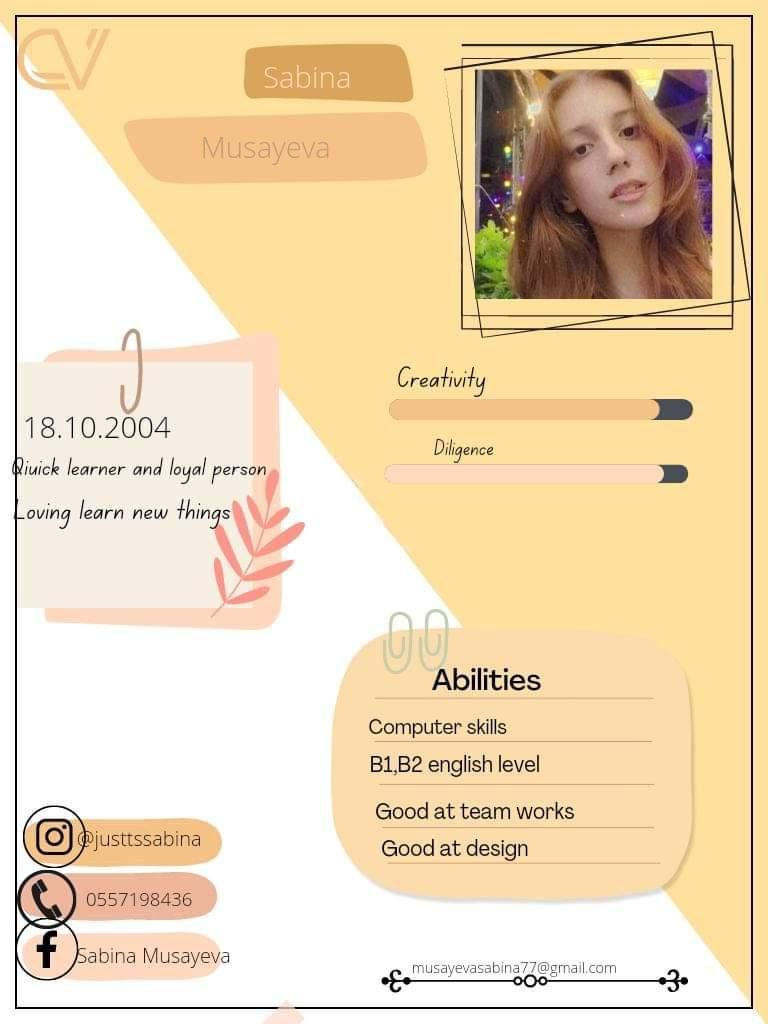 CV
Sabina
Musayeva
Creativity
Diligence
18.10.2004
Qiuick learner and loyal person
Loving learn new things
Abilities
Computer skills
B1,B2 english level
Good at team works
Good at design
@justtssabina
0557198436
Sabina Musayeva
musayevasabina77@gmail.com